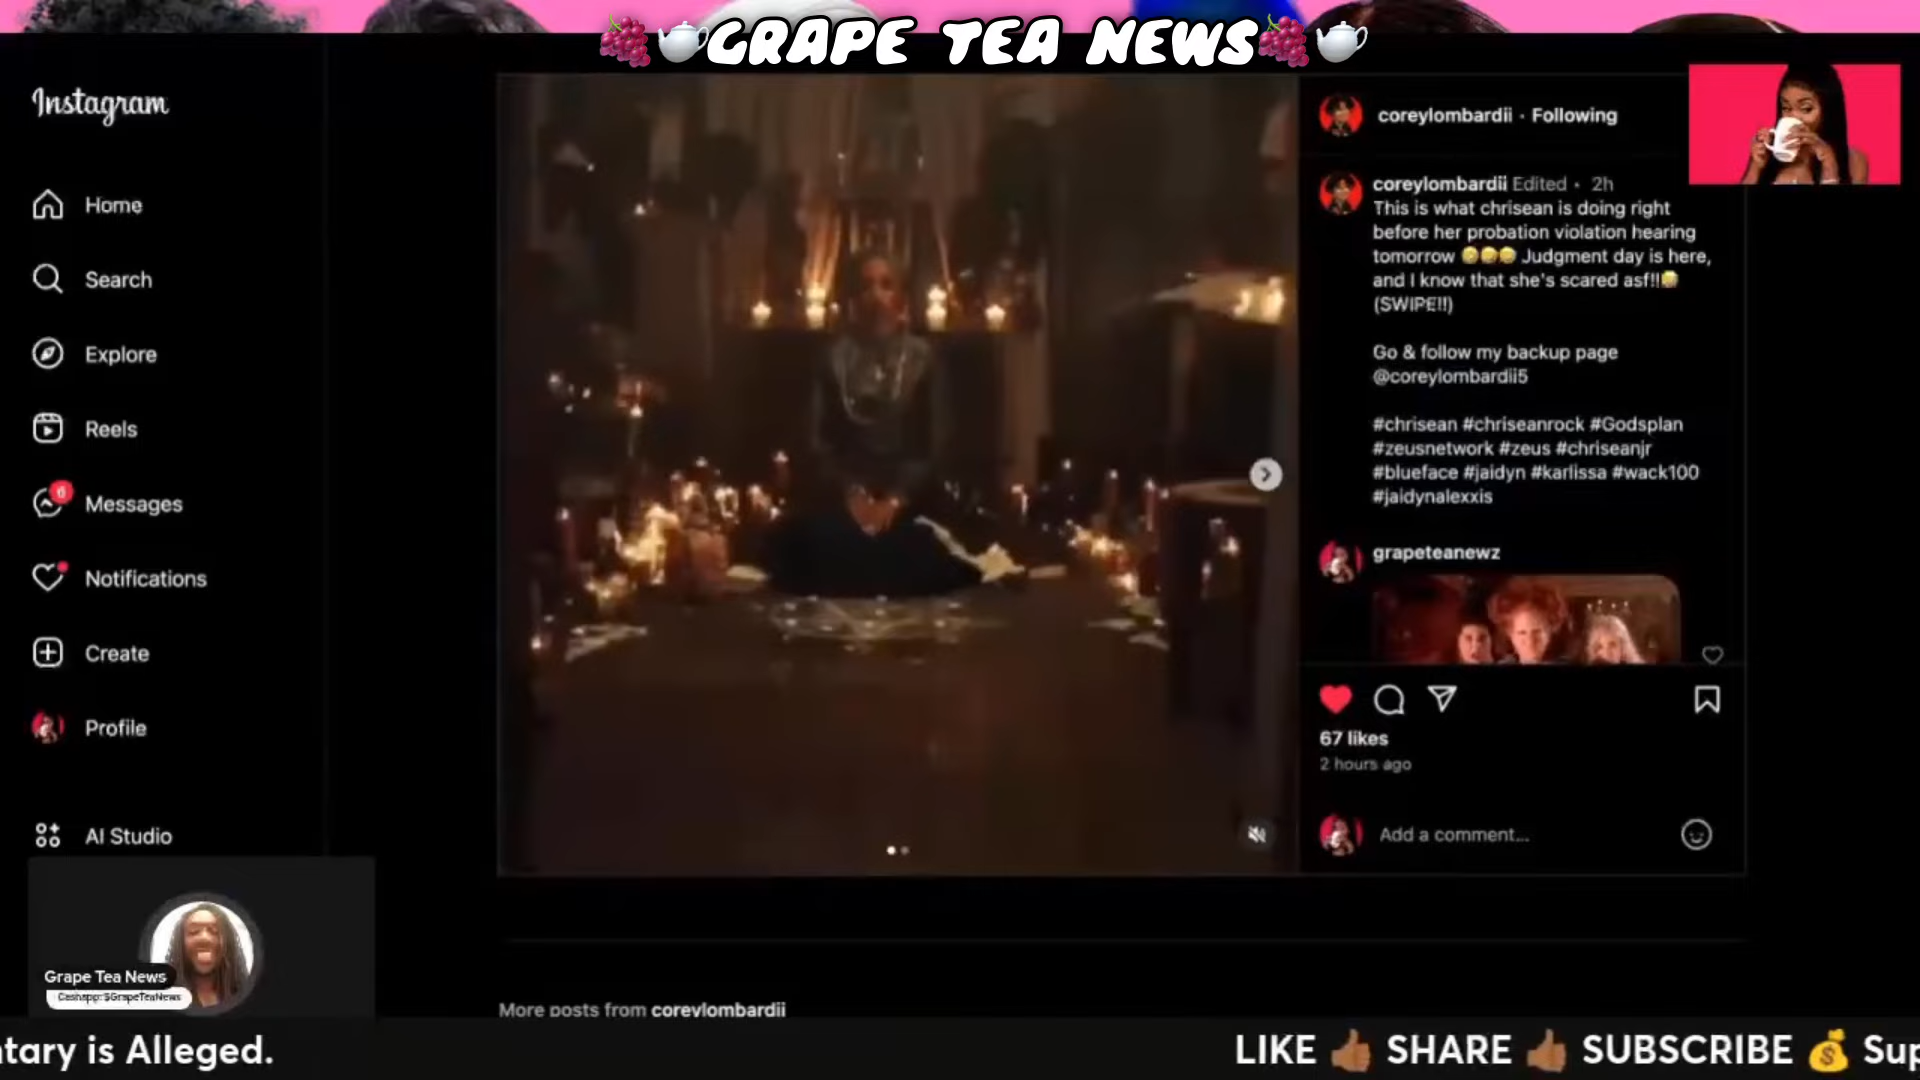 GRAPE TEA NEWS
Instagram
Home
Search
Explore
Reels
6
Messages
Notifications
Create
Profile
AI Studio
coreylombardii • Following
coreylombardii Edited • 2h
This is what chrisean is doing right
before her probation violation hearing
tomorrow 🤣🤣🤣 Judgment day is here,
and I know that she's scared asf!!🤣
(SWIPE!!)
Go & follow my backup page
@coreylombardii5
#chrisean #chriseanrock #Godsplan
#zeusnetwork #zeus #chriseanjr
#blueface #jaidyn #karlissa #wack100
#jaidynalexxis
grapeteanewz
67 likes
2 hours ago
Add a comment...
Grape Tea News
Cashapp: $GrapeTeaNews
More posts from coreylombardii
ntary is Alleged.
LIKE 👍🏾 SHARE 👍🏾 SUBSCRIBE 💰 Sup